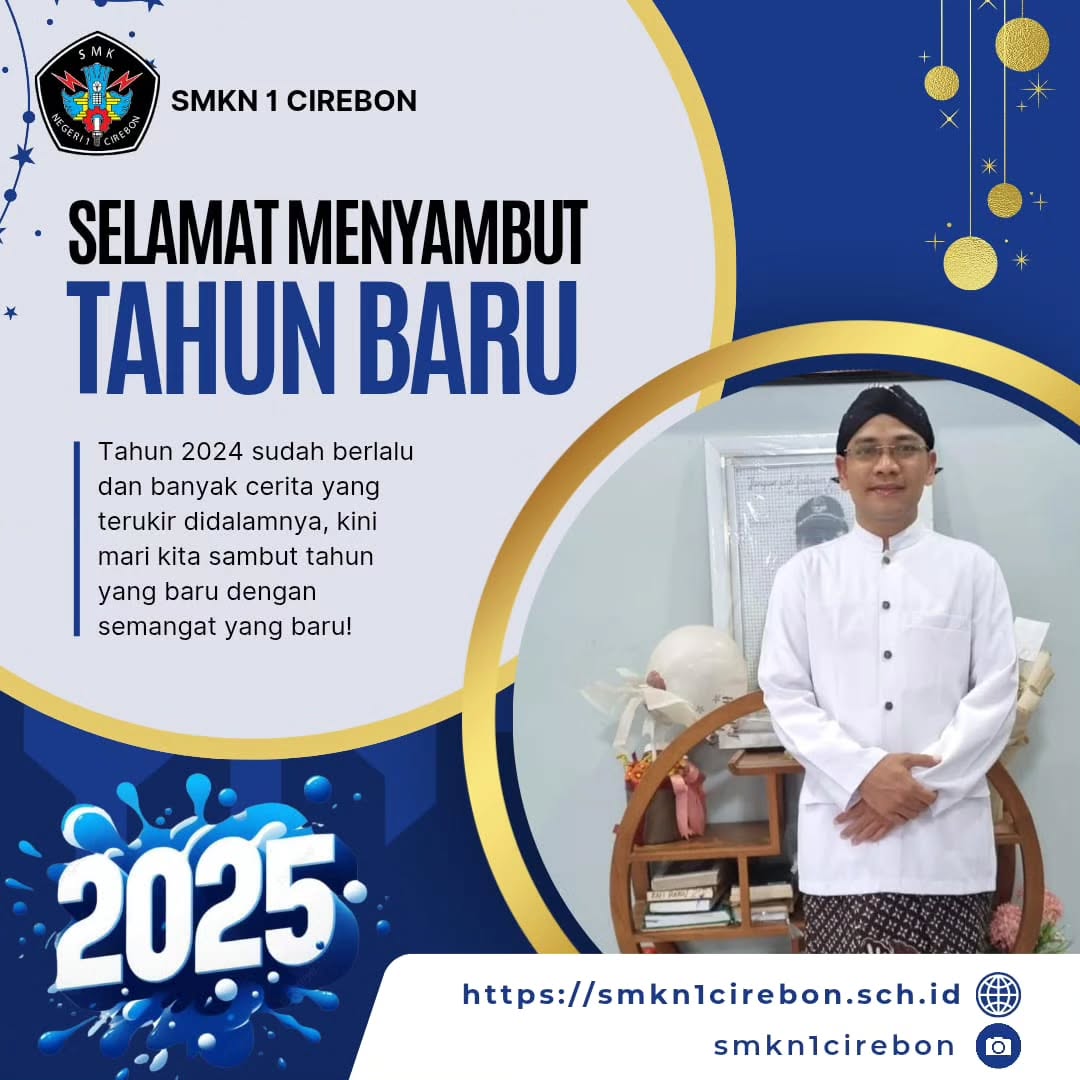 SMK
NEGERI 1 CIREBON
SMKN 1 CIREBON
SELAMAT MENYAMBUT
TAHUN BARU
Tahun 2024 sudah berlalu
dan banyak cerita yang
terukir didalamnya, kini
mari kita sambut tahun
yang baru dengan
semangat yang baru!
2025
https://smkn1cirebon.sch.id
smkn1cirebon